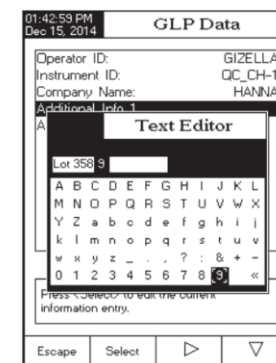 01:42:59 PM
Dec 15, 2014
GLP Data
Operator ID: GIZELLA
Instrument ID: QC_CH-1
Company Name: HANNA
Additional Info 1
A
Text Editor
Lot 358 9
A B C D E F G H I J K L
M N O P Q R S T U V W X
Y Z a b c d e f g h i j
k l m n o p q r s t u v
w x y z _ . , ? : & + -
0 1 2 3 4 5 6 7 8 9 «
Press <Select> to edit the current
information entry.
Escape Select ▷ ▽